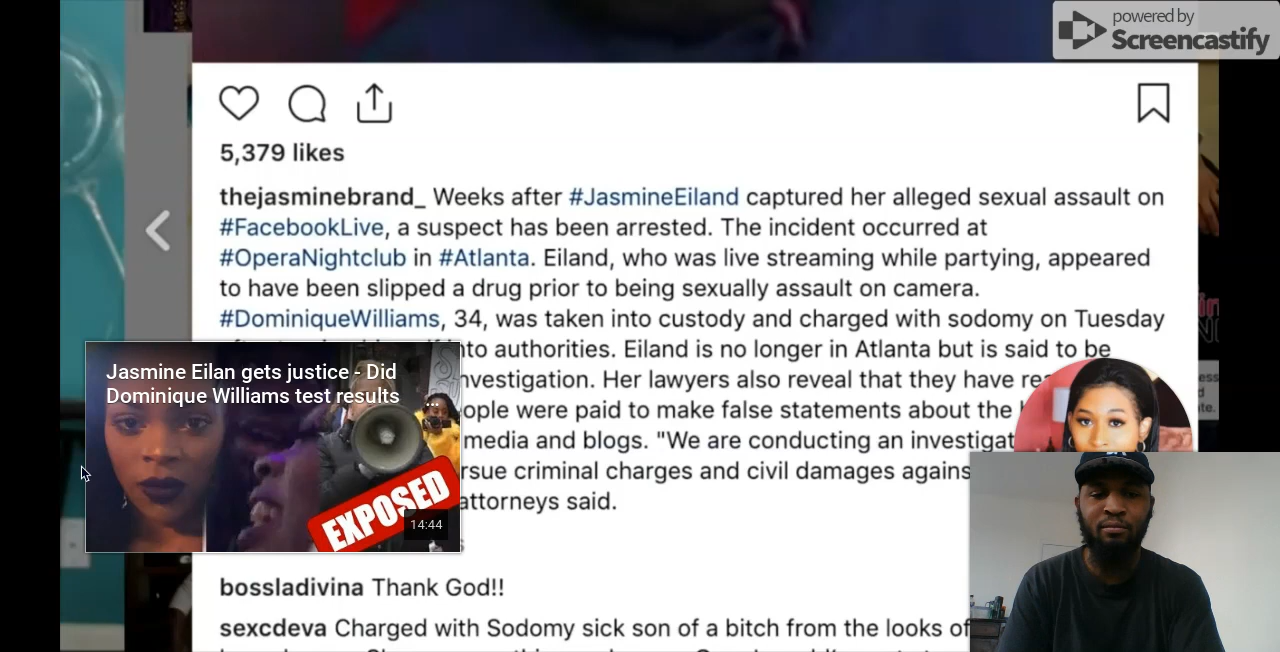 powered by
Screencastify
5,379 likes
thejasminebrand_ Weeks after #JasmineEiland captured her alleged sexual assault on
#FacebookLive, a suspect has been arrested. The incident occurred at
#OperaNightclub in #Atlanta. Eiland, who was live streaming while partying, appeared
to have been slipped a drug prior to being sexually assault on camera.
#DominiqueWilliams, 34, was taken into custody and charged with sodomy on Tuesday
into authorities. Eiland is no longer in Atlanta but is said to be
investigation. Her lawyers also reveal that they have
were paid to make false statements about the
media and blogs. "We are conducting an
criminal charges and civil damages
attorneys said.
Jasmine Eilan gets justice - Did
Dominique Williams test results ...
EXPOSED
14:44
bossladivina Thank God!!
sexcdeva Charged with Sodomy sick son of a bitch from the looks of